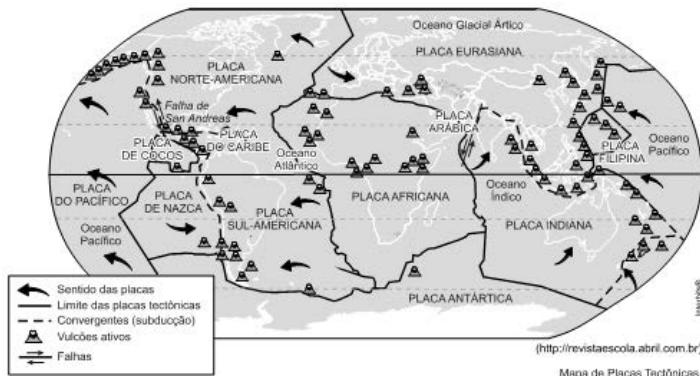 Oceano Glacial Ártico
PLACA EURASIANA
PLACA
NORTE-AMERICANA
Falha de
San Andreas
PLACA
DE COCOS
PLACA
DO CARIBE
Oceano
Atlântico
PLACA
ARÁBICA
PLACA
FILIPINA
Oceano
Pacífico
PLACA
DO PACÍFICO
Oceano
Pacífico
PLACA
DE NAZCA
PLACA
SUL-AMERICANA
PLACA AFRICANA
Oceano
Índico
PLACA INDIANA
PLACA ANTÁRTICA
Sentido das placas
Limite das placas tectônicas
Convergentes (subducção)
Vulcões ativos
Falhas
(http://revistaescola.abril.com.br)
Mapa de Placas Tectônicas